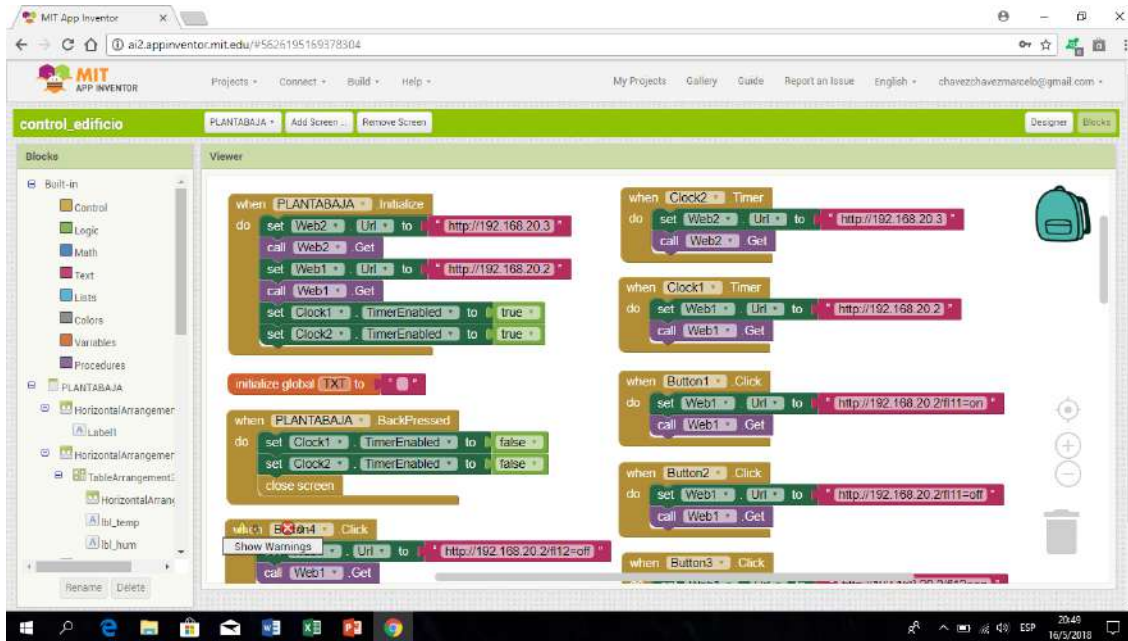 MIT App Inventor
ai2.appinventor.mit.edu/#5626195169378304
MIT
APP INVENTOR
Projects
Connect
Build
Help
My Projects
Gallery
Guide
Report an Issue
English
chavezchavezmarcelo@gmail.com
control_edificio
PLANTABAJA
Add Screen ...
Remove Screen
Designer
Blocks
Blocks
Viewer
Built-in
Control
Logic
Math
Text
Lists
Colors
Variables
Procedures
PLANTABAJA
HorizontalArrangemer
Label1
HorizontalArrangemer
HorizontalArrang
lbl_temp
lbl_hum
Rename Delete
when PLANTABAJA Initialize
do set Web2 . Url to " http://192.168.20.3 "
call Web2 .Get
set Web1 . Url to " http://192.168.20.2 "
call Web1 .Get
set Clock1 . TimerEnabled to true
set Clock2 . TimerEnabled to true
initialize global TXT to " "
when PLANTABAJA .BackPressed
do set Clock1 . TimerEnabled to false
set Clock2 . TimerEnabled to false
close screen
when Click
Show Warnings
. Url to " http://192.168.20.2/fl12=off "
call Web1 .Get
when Clock2 .Timer
do set Web2 . Url to " http://192.168.20.3 "
call Web2 .Get
when Clock1 .Timer
do set Web1 . Url to " http://192.168.20.2 "
call Web1 .Get
when Button1 .Click
do set Web1 . Url to " http://192.168.20.2/fl11=on "
call Web1 .Get
when Button2 .Click
do set Web1 . Url to " http://192.168.20.2/fl11=off "
call Web1 .Get
when Button3 .Click
ESP
20:49
16/5/2018